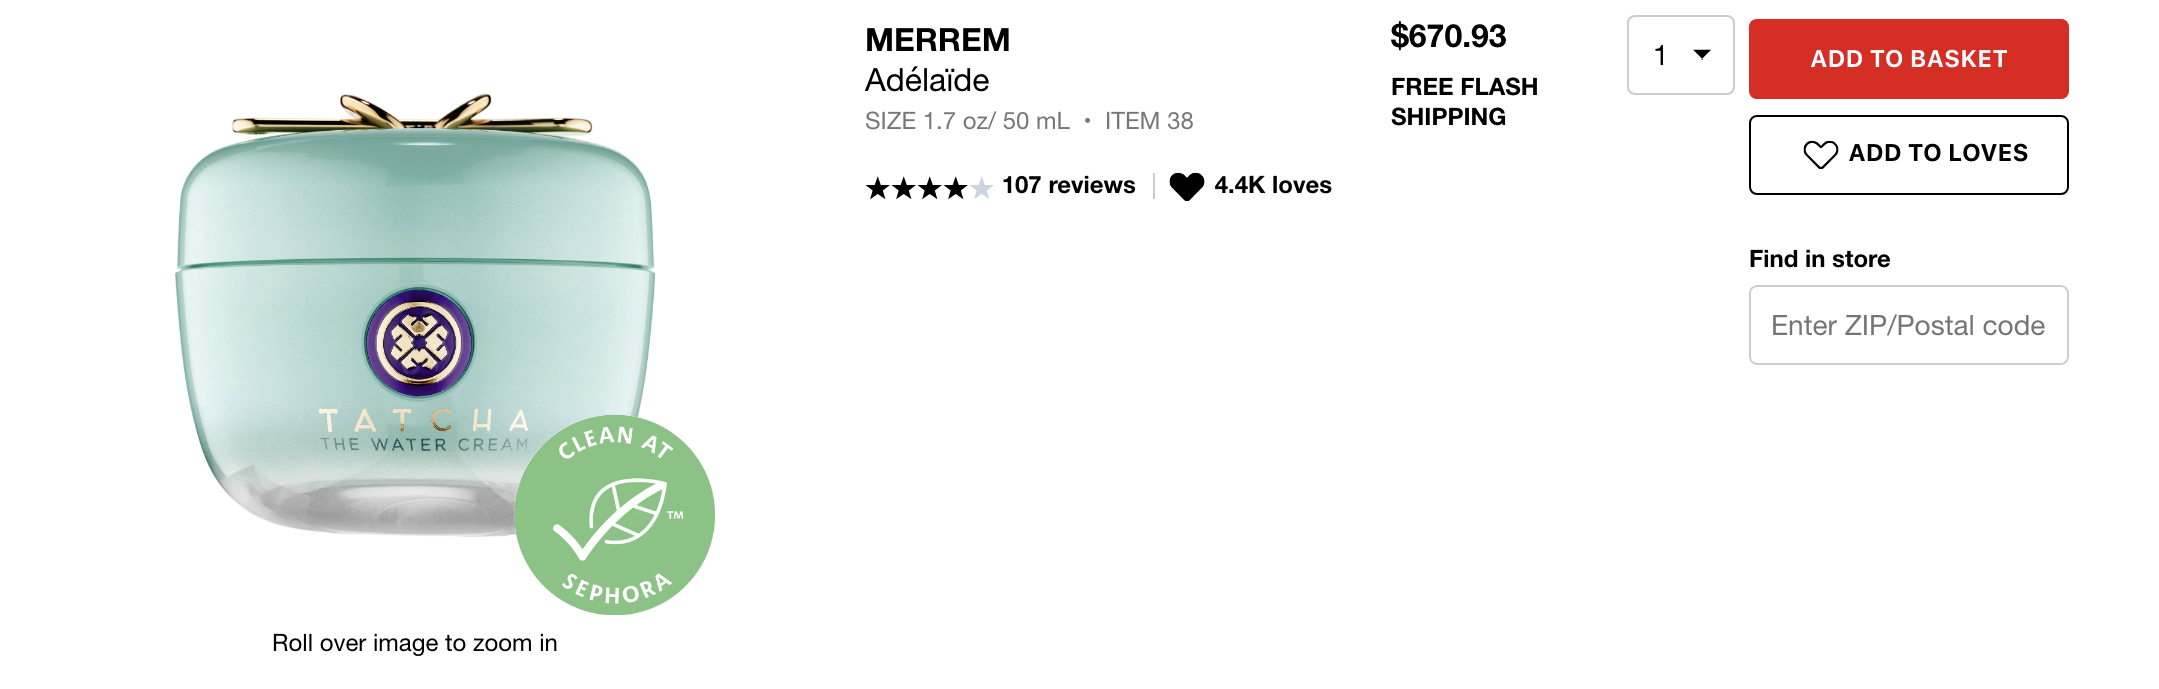 TATCHA
THE WATER CREAM
CLEAN AT
TM
SEPHORA
Roll over image to zoom in
MERREM
Adélaïde
SIZE 1.7 oz/ 50 mL • ITEM 38
107 reviews
4.4K loves
$670.93
FREE FLASH
SHIPPING
1
ADD TO BASKET
ADD TO LOVES
Find in store
Enter ZIP/Postal code